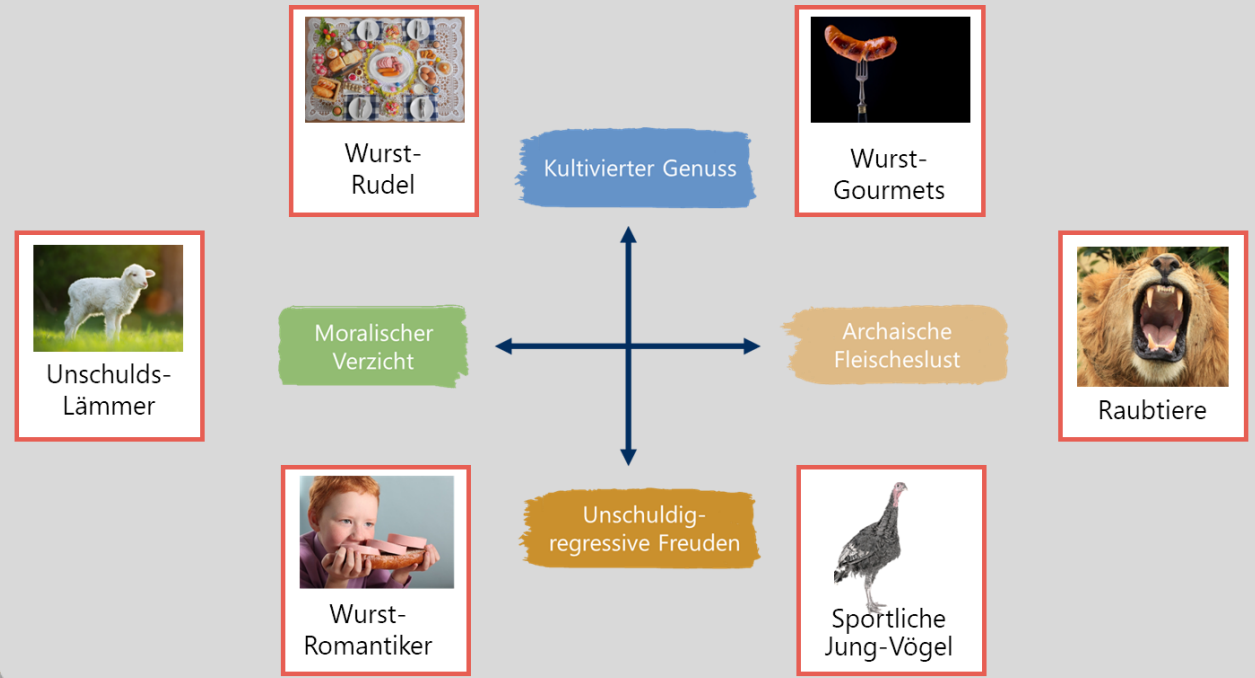 Wurst-
Rudel
Kultivierter Genuss
Wurst-
Gourmets
Unschulds-
Lämmer
Moralischer
Verzicht
Archaische
Fleischeslust
Raubtiere
Wurst-
Romantiker
Unschuldig-
regressive Freuden
Sportliche
Jung-Vögel